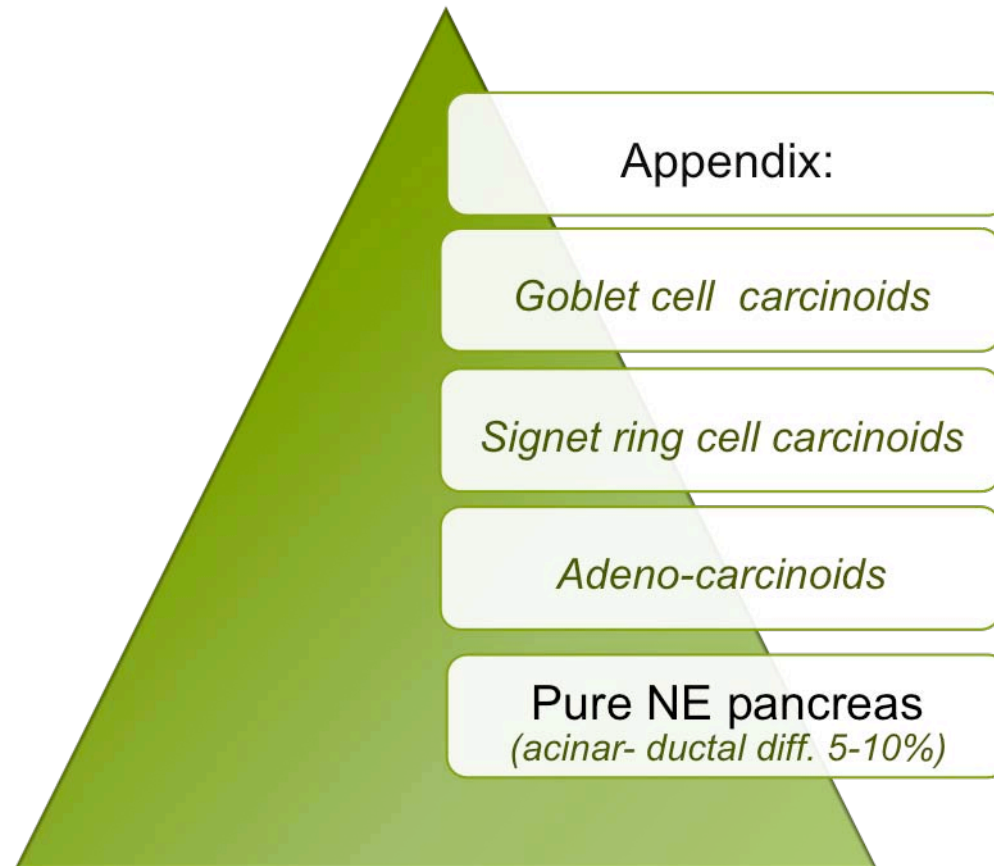 Appendix:
Goblet cell  carcinoids
Signet ring cell carcinoids
Adeno-carcinoids
Pure NE pancreas
(acinar- ductal diff. 5-10%)